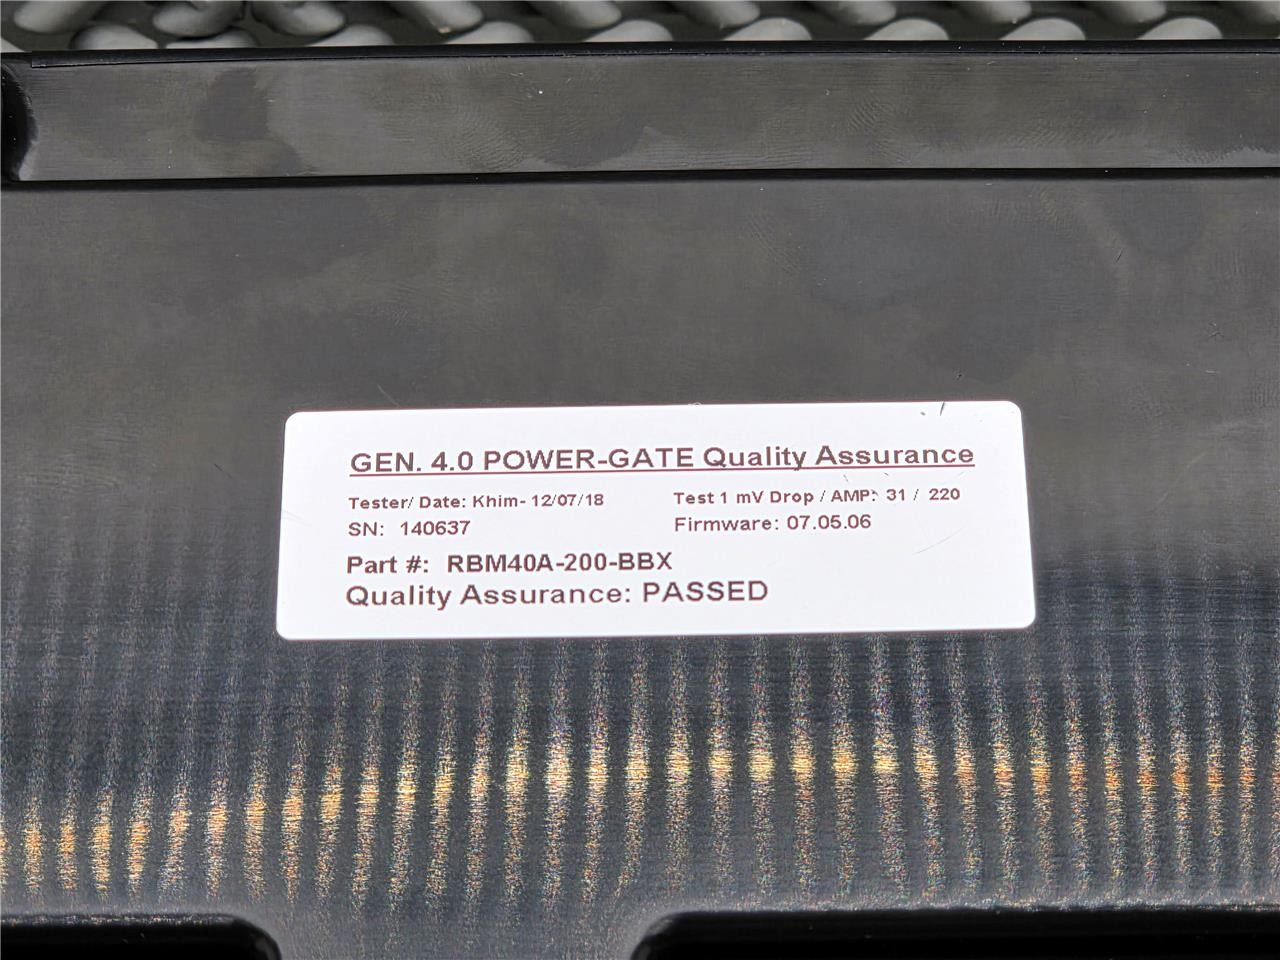 GEN. 4.0 POWER-GATE Quality Assurance
Tester/ Date: Khim- 12/07/18 Test 1 mV Drop / AMP: 31 / 220
SN: 140637 Firmware: 07.05.06
Part #: RBM40A-200-BBX
Quality Assurance: PASSED